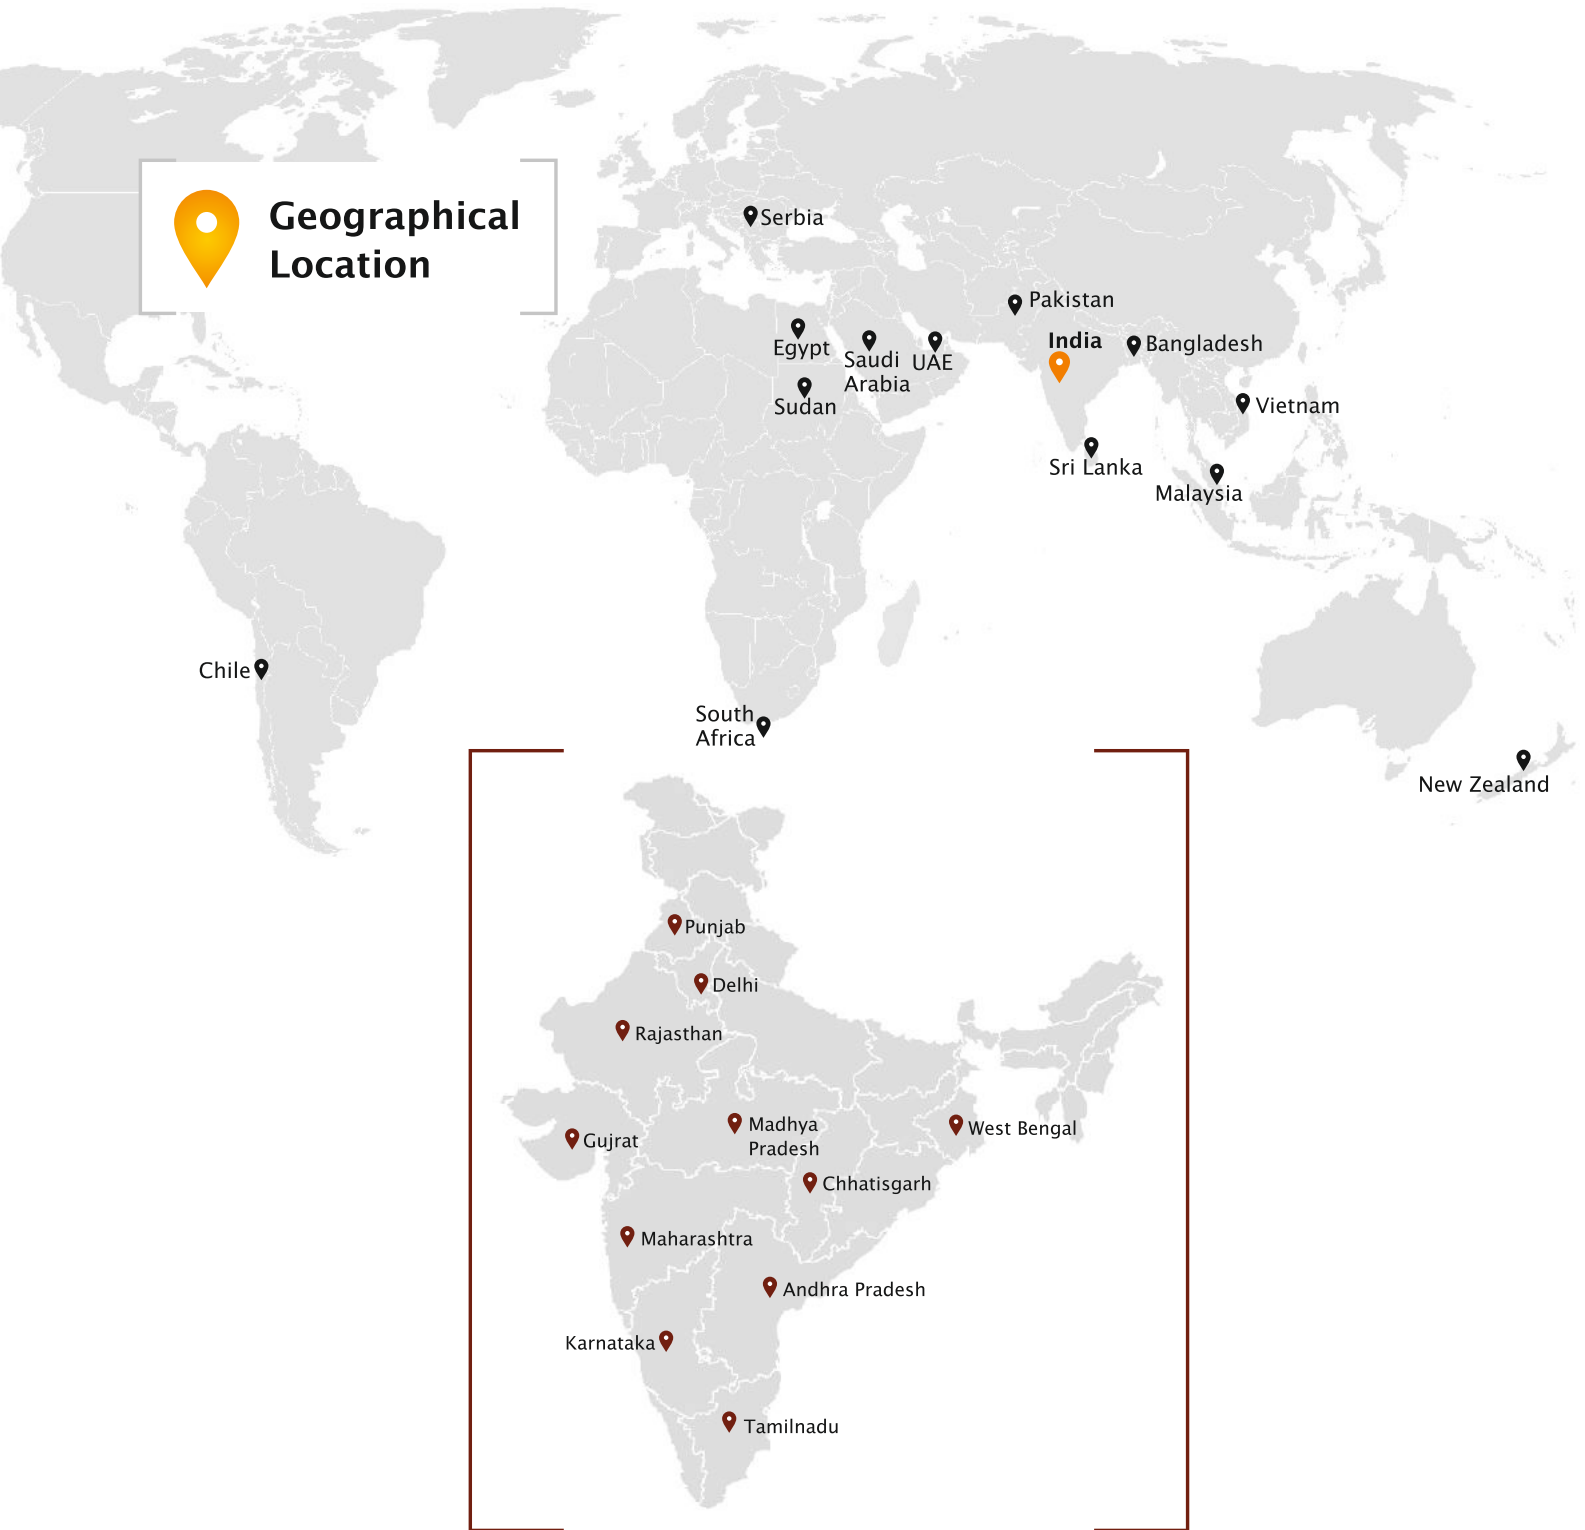 Geographical
Location
Serbia
Pakistan
India
Bangladesh
Egypt
Saudi
Arabia
UAE
Sudan
Vietnam
Sri Lanka
Malaysia
Chile
South
Africa
New Zealand
Punjab
Delhi
Rajasthan
Madhya
Pradesh
West Bengal
Gujrat
Chhatisgarh
Maharashtra
Andhra Pradesh
Karnataka
Tamilnadu